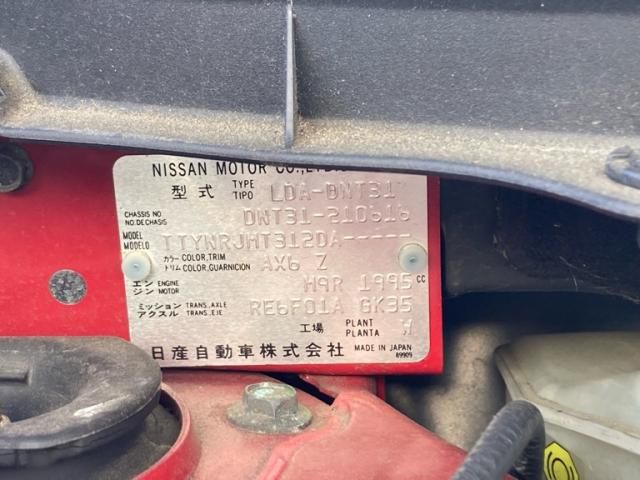 NISSAN MOTOR CO.,LTD.
型式 TYPE TIPO LDA-DNT31
CHASSIS NO NO.DE CHASIS DNT31-210616
MODEL MODELO TTYNRJHT312DA-----
カラー トリム COLOR,TRIM COLOR,GUARNICION AX6 Z
エンジン ENGINE MOTOR M9R 1995 cc
ミッション アクスル TRANS.AXLE TRANS.EJE RE6F01A GK35
工場 PLANT PLANTA W
日産自動車株式会社 MADE IN JAPAN
89909